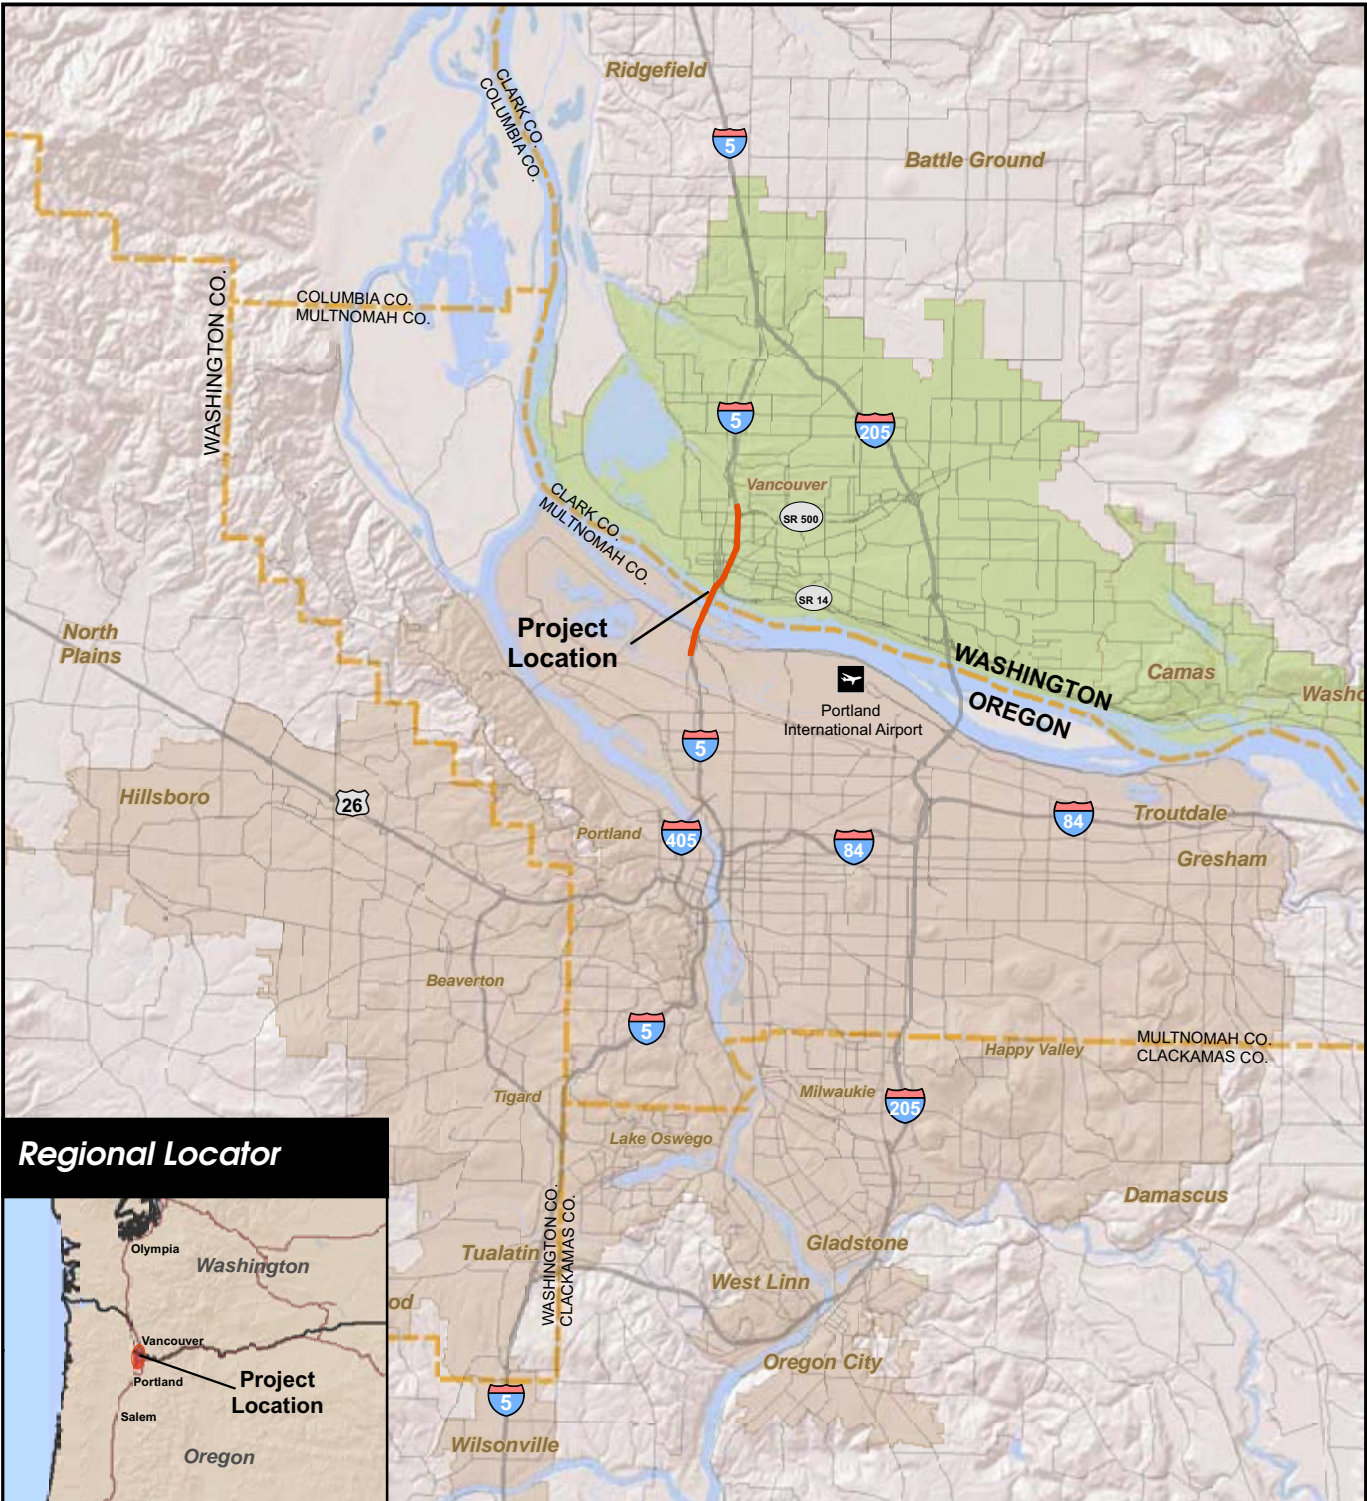 Ridgefield
CLARK CO.
COLUMBIA CO.
5
Battle Ground
WASHINGTON CO.
COLUMBIA CO.
MULTNOMAH CO.
5
205
Vancouver
SR 500
CLARK CO.
MULTNOMAH CO.
SR 14
Project
Location
North
Plains
WASHINGTON
OREGON
Camas
Washo
Portland
International Airport
5
Hillsboro
26
Portland
405
84
84
Troutdale
Gresham
Beaverton
5
MULTNOMAH CO.
CLACKAMAS CO.
Happy Valley
Tigard
Milwaukie
205
Lake Oswego
Damascus
WASHINGTON CO.
CLACKAMAS CO.
Tualatin
Gladstone
West Linn
od
Oregon City
5
Wilsonville
Regional Locator
Olympia
Washington
Vancouver
Portland
Project
Location
Salem
Oregon